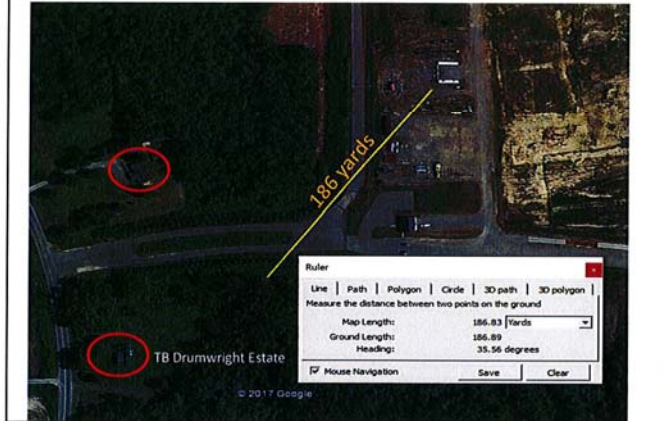 186 yards
Ruler
Line Path Polygon Circle 3D path 3D polygon
Measure the distance between two points on the ground
Map Length: 186.83 Yards
Ground Length: 186.89
Heading: 35.56 degrees
Mouse Navigation Save Clear
TB Drumwright Estate
© 2017 Google